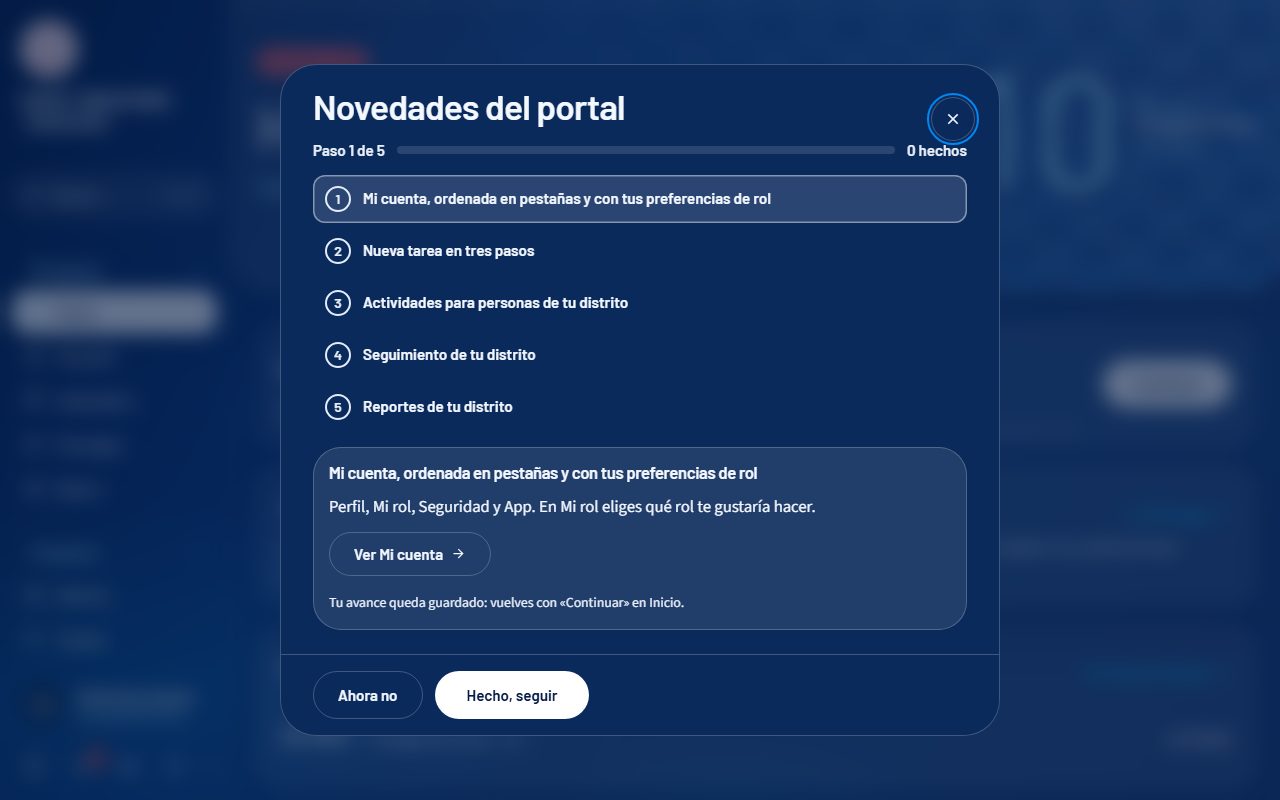 Novedades del portal
Paso 1 de 5
0 hechos
1 Mi cuenta, ordenada en pestañas y con tus preferencias de rol
2 Nueva tarea en tres pasos
3 Actividades para personas de tu distrito
4 Seguimiento de tu distrito
5 Reportes de tu distrito
Mi cuenta, ordenada en pestañas y con tus preferencias de rol
Perfil, Mi rol, Seguridad y App. En Mi rol eliges qué rol te gustaría hacer.
Ver Mi cuenta →
Tu avance queda guardado: vuelves con «Continuar» en Inicio.
Ahora no
Hecho, seguir